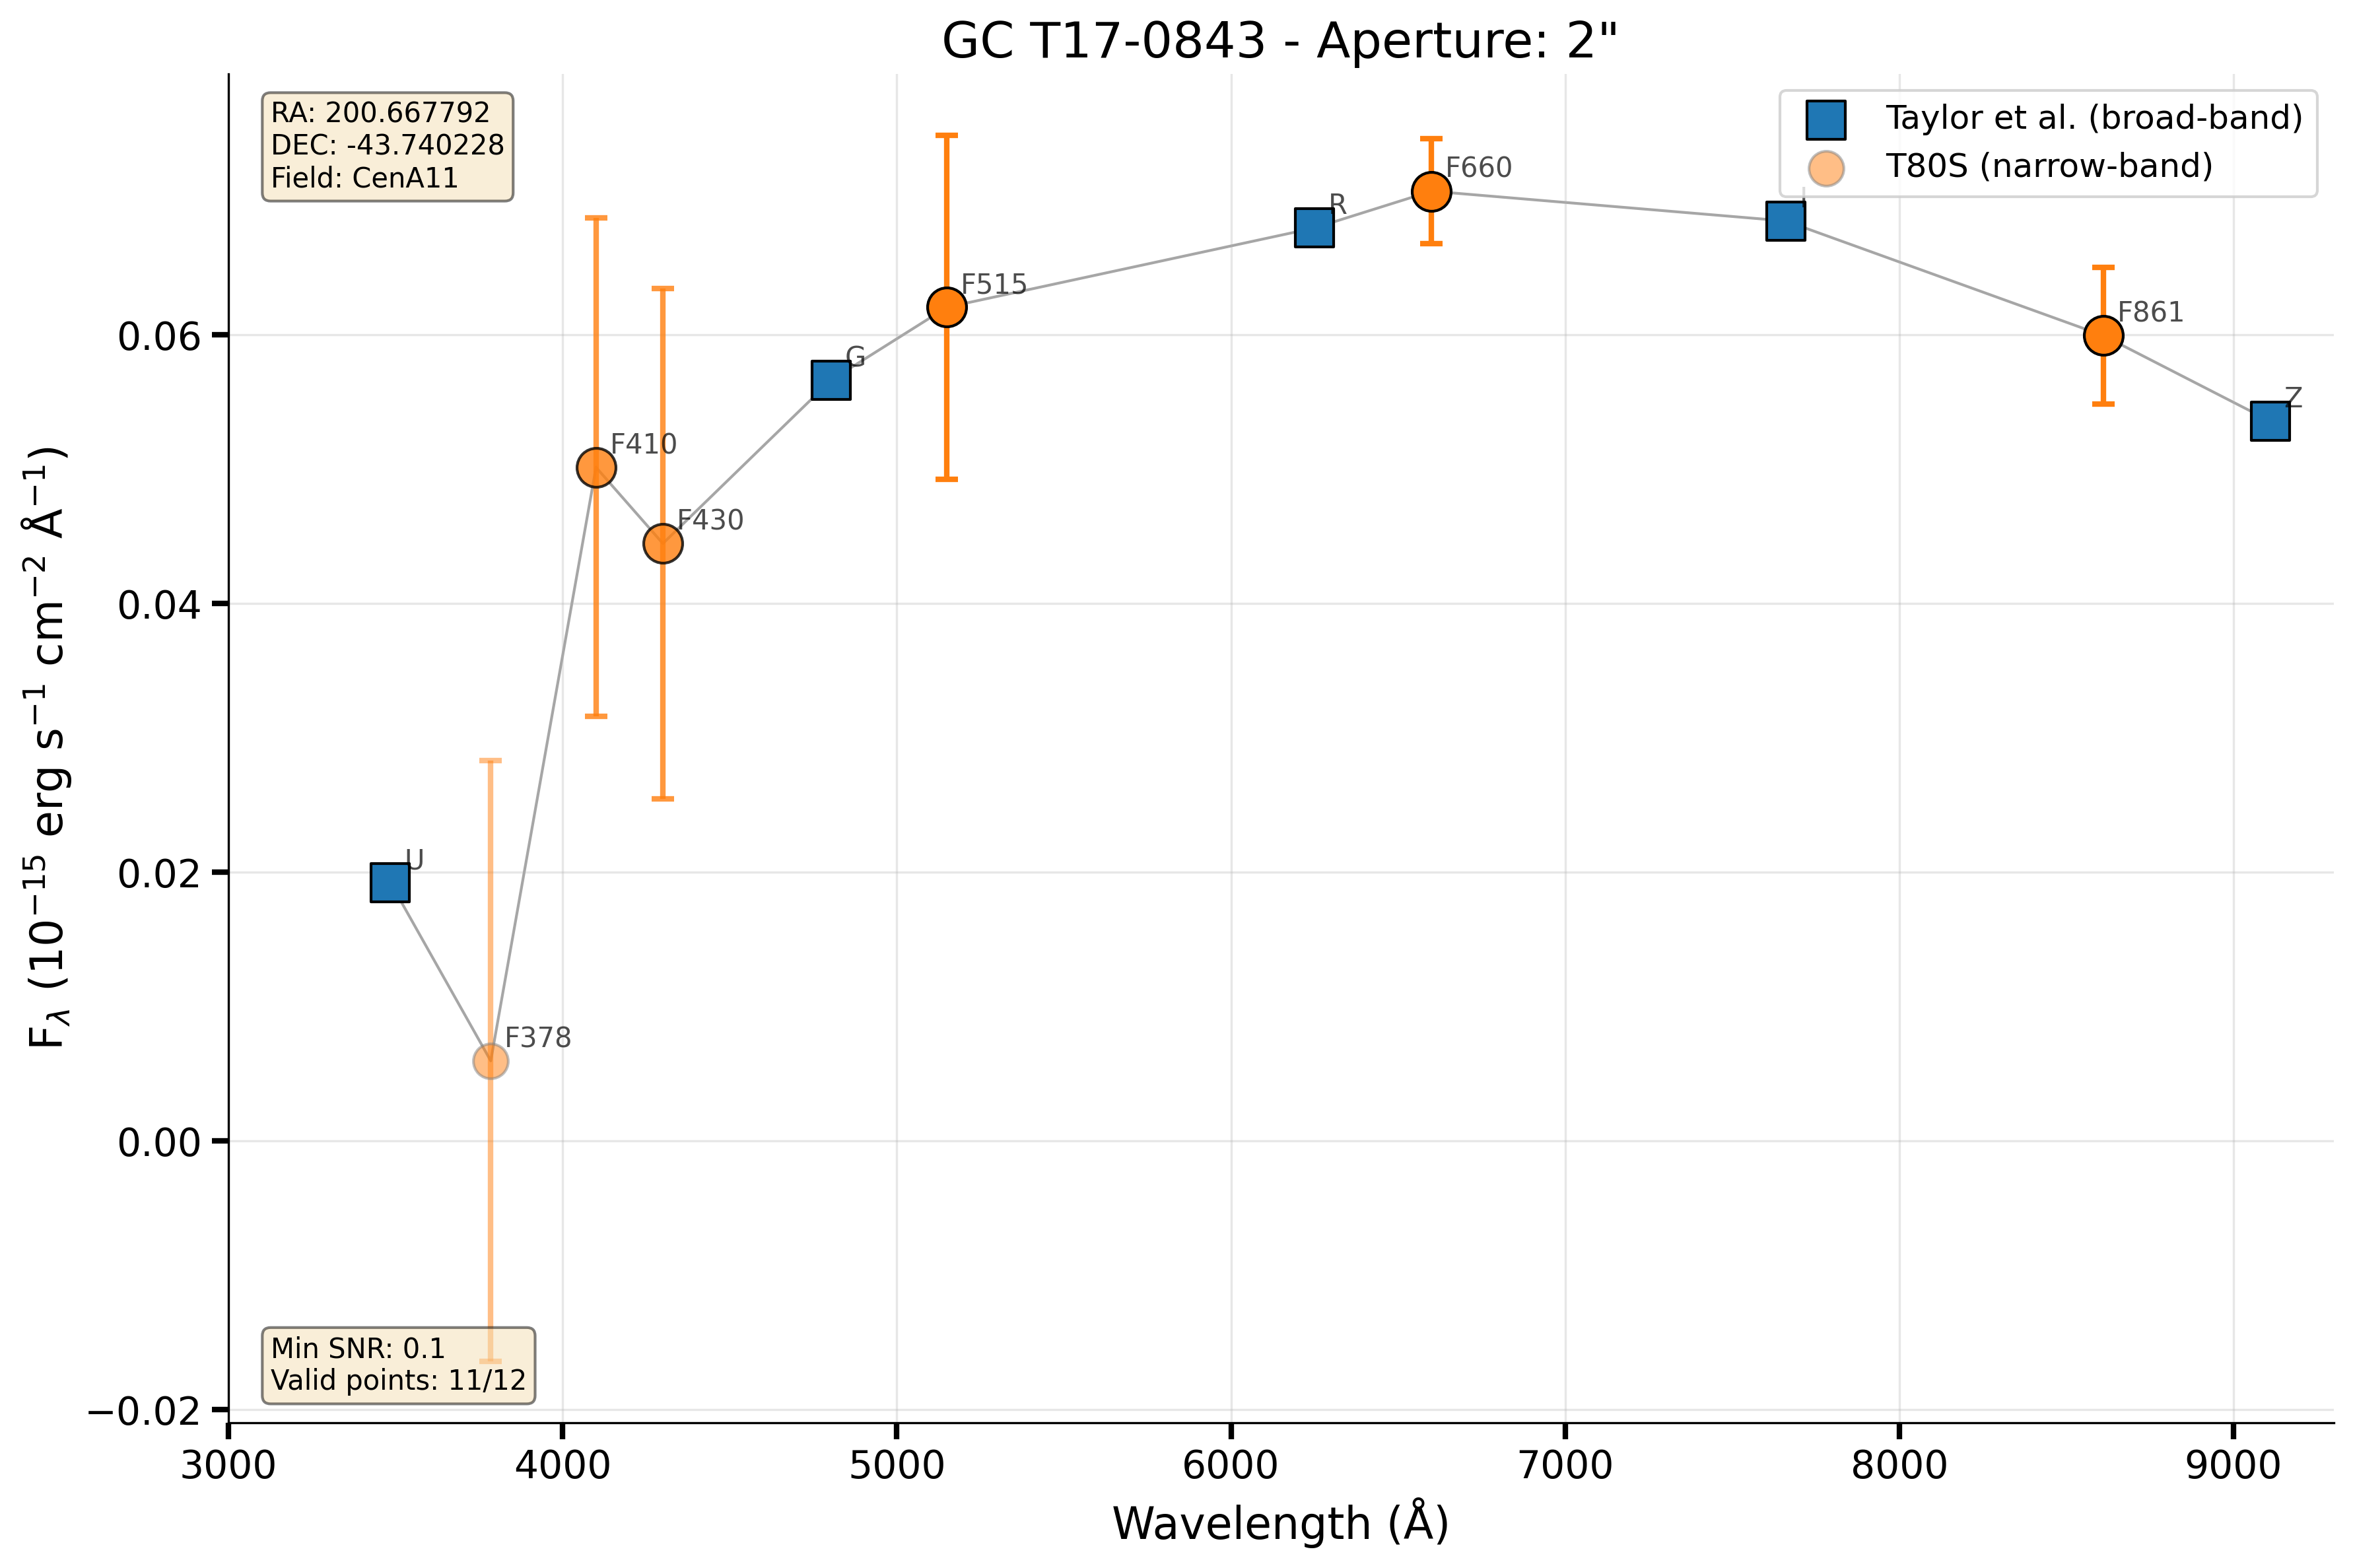 GC T17-0843 - Aperture: 2"
RA: 200.667792
DEC: -43.740228
Field: CenA11
Taylor et al. (broad-band)
T80S (narrow-band)
F660
R
F515
F861
G
Z
F410
F430
U
F378
0.06
0.04
0.02
0.00
−0.02
F_λ (10⁻¹⁵ erg s⁻¹ cm⁻² Å⁻¹)
Min SNR: 0.1
Valid points: 11/12
3000 4000 5000 6000 7000 8000 9000
Wavelength (Å)